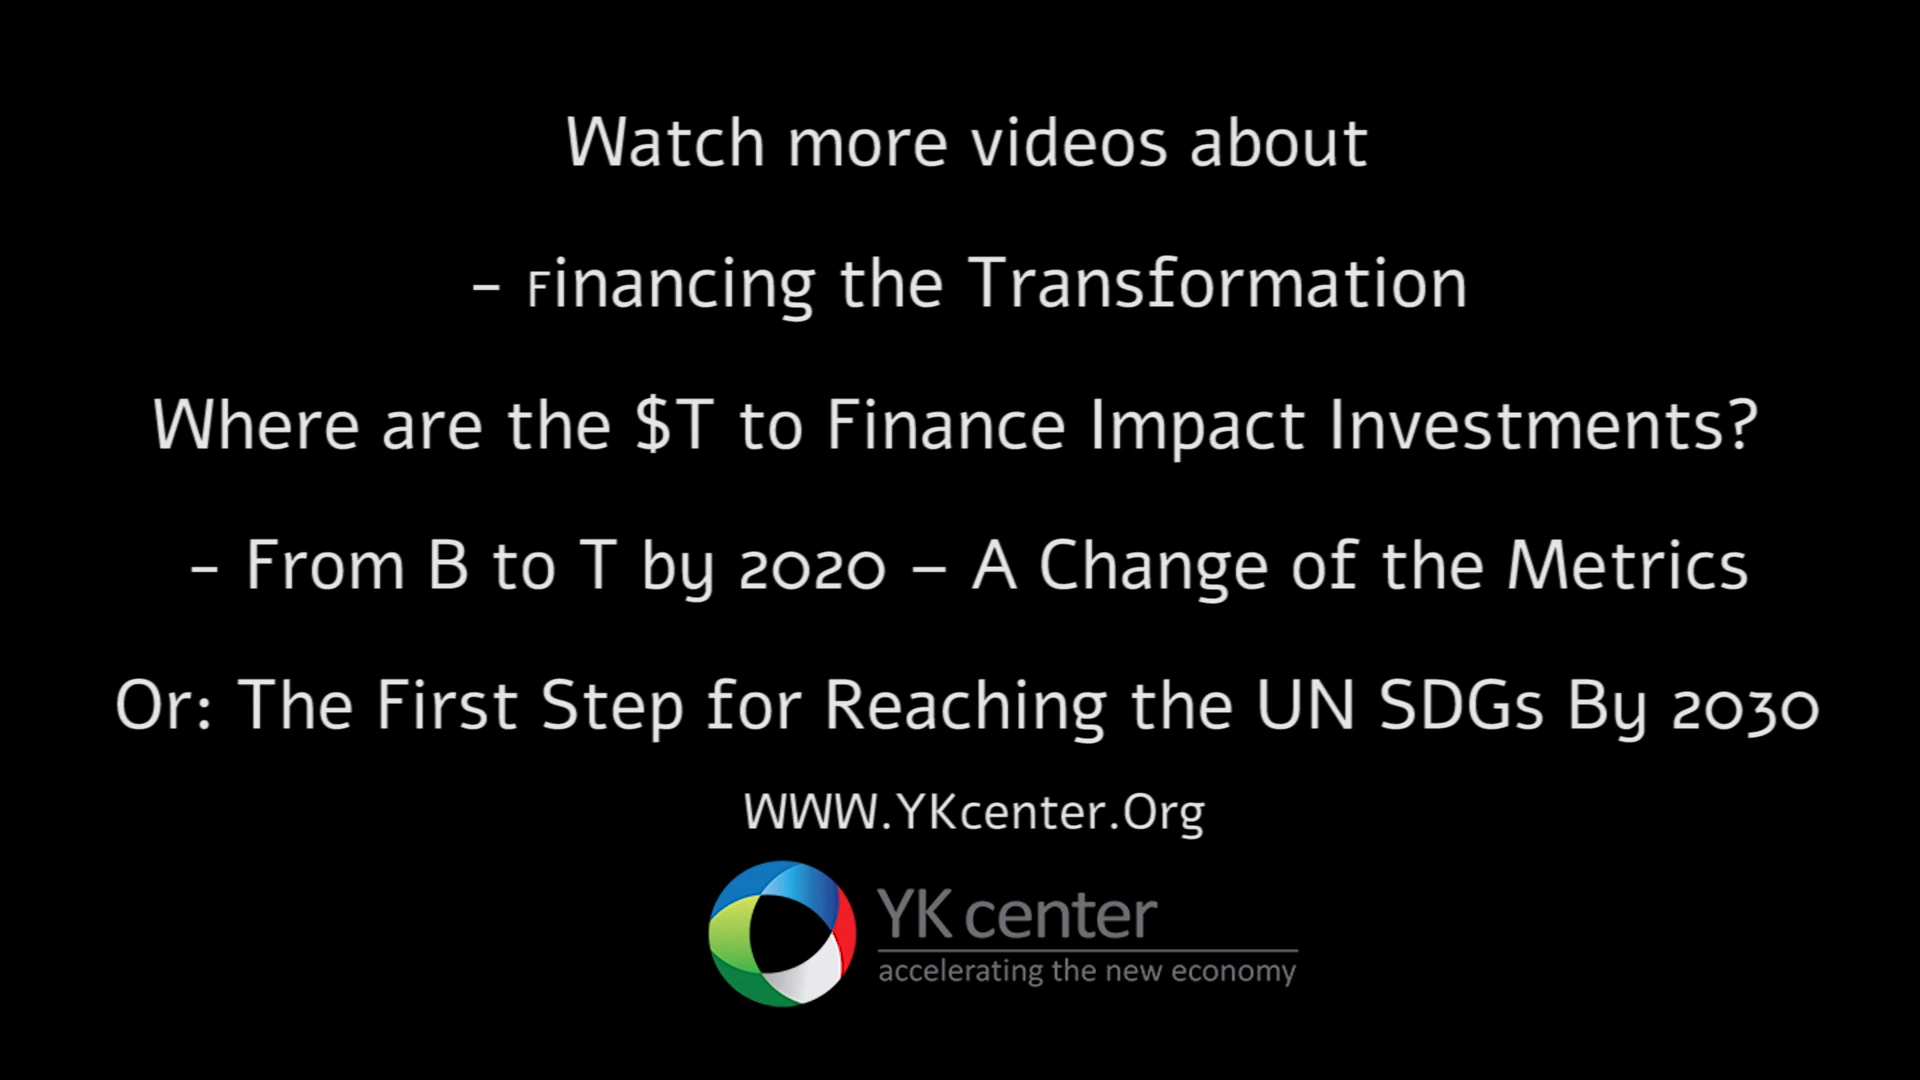 Watch more videos about
- Financing the Transformation
Where are the $T to Finance Impact Investments?
- From B to T by 2020 – A Change of the Metrics
Or: The First Step for Reaching the UN SDGs By 2030
WWW.YKcenter.Org
YK center
accelerating the new economy